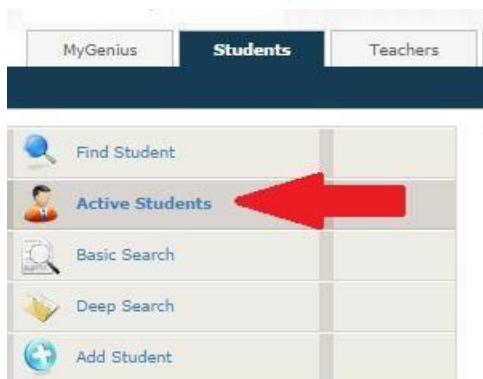 MyGenius Students Teachers
Find Student
Active Students
Basic Search
Deep Search
Add Student